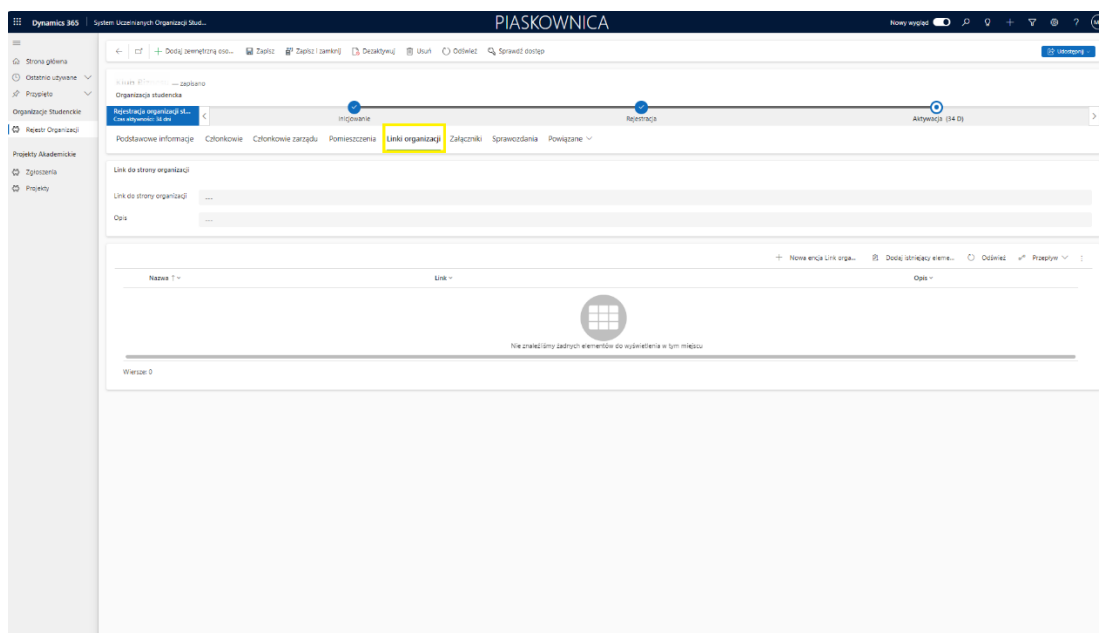 Dynamics 365 System Uczelnianych Organizacji Stud... PIASKOWNICA Nowy wygląd
Dodaj zewnętrzną oso... Zapisz Zapisz i zamknij Dezaktywuj Usuń Odśwież Sprawdź dostęp Udostępnij
Strona główna
Ostatnio używane
Przypięto
Organizacje Studenckie
Rejestr Organizacji
Projekty Akademickie
Zgłoszenia
Projekty
— zapisano
Organizacja studencka
Rejestracja organizacji st...
Czas aktywności: 34 dni
Inicjowanie Rejestracja Aktywacja (34 D)
Podstawowe informacje Członkowie Członkowie zarządu Pomieszczenia Linki organizacji Załączniki Sprawozdania Powiązane
Link do strony organizacji
Link do strony organizacji ---
Opis ---
Nowa encja Link orga... Dodaj istniejący eleme... Odśwież Przepływ
Nazwa Link Opis
Nie znaleźliśmy żadnych elementów do wyświetlenia w tym miejscu
Wiersze: 0